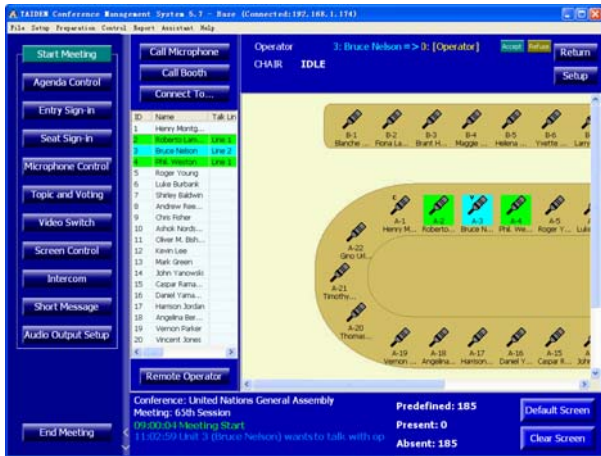 TAIDEN Conference Management System 5.7 - Base (Connected:192.168.1.174)
File Setup Preparation Control Report Assistant Help
Start Meeting
Agenda Control
Entry Sign-in
Seat Sign-in
Microphone Control
Topic and Voting
Video Switch
Screen Control
Intercom
Short Message
Audio Output Setup
End Meeting
Call Microphone
Call Booth
Connect To...
ID Name Talk Lin
1 Henry Montg...
2 Roberto Lam... Line 1
3 Bruce Nelson Line 2
4 Phil. Weston Line 1
5 Roger Young
6 Luke Burbank
7 Shirley Baldwin
8 Andrew Ree...
9 Chris Fisher
10 Ashok Nords...
11 Oliver M. Bish...
12 Kevin Lee
13 Mark Green
14 John Yanowski
15 Caspar Rama...
16 Daniel Yama...
17 Harrison Jordan
18 Angelina Ber...
19 Vernon Parker
20 Vincent Jones
Remote Operator
Operator 3: Bruce Nelson => 0: [Operator] Accept Refuse
CHAIR IDLE
Return
Setup
B-1 B-2 B-3 B-4 B-5 B-6 B-7
Blanche ... Fiona La... Brant H... Maggie ... Helena ... Yvette ... Larry
A-1 A-2 A-3 A-4 A-5
Henry M... Roberto... Bruce N... Phil. We... Roger Y... Luke
A-22
Gino Url...
A-21
Timothy...
A-20
Thomas...
A-19 A-18 A-17 A-16 A-15
Vernon ... Angelina... Harrison... Daniel Y... Caspar R... John
Conference: United Nations General Assembly
Meeting: 65th Session
09:00:04 Meeting Start
11:02:59 Unit 3 (Bruce Nelson) wants to talk with op
Predefined: 185
Present: 0
Absent: 185
Default Screen
Clear Screen